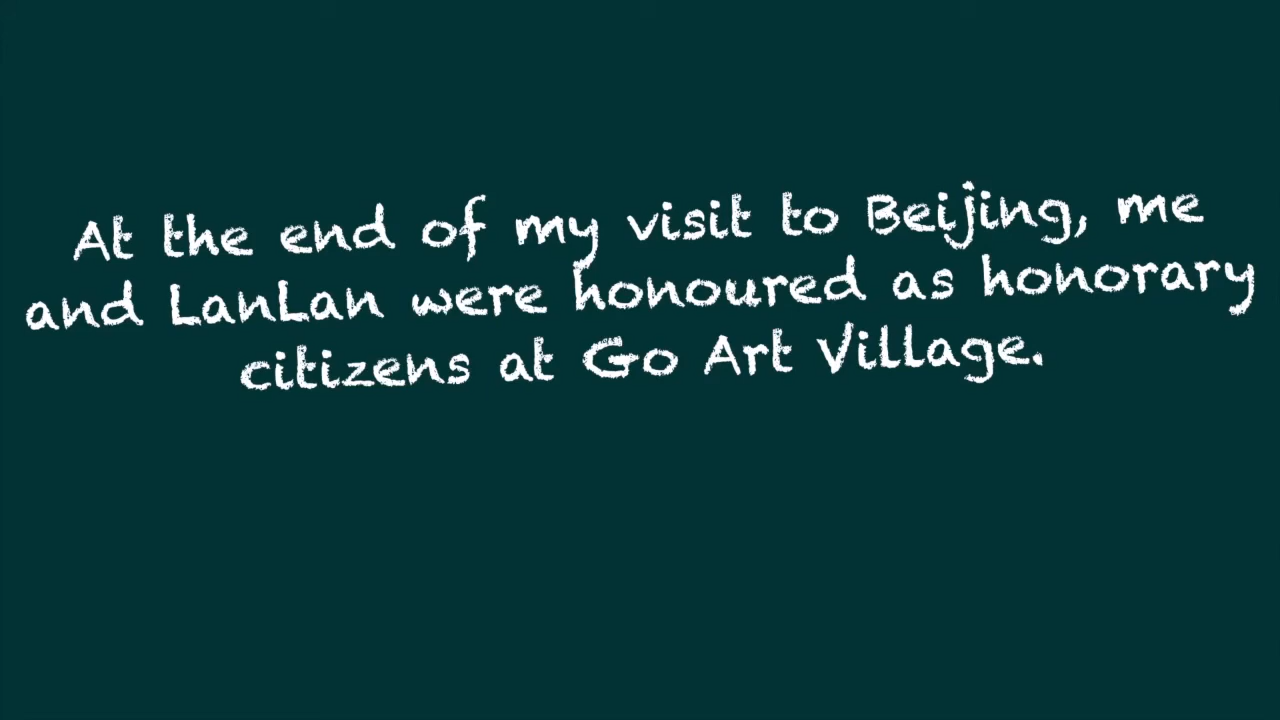 At the end of my visit to Beijing, me
and LanLan were honoured as honorary
citizens at Go Art Village.